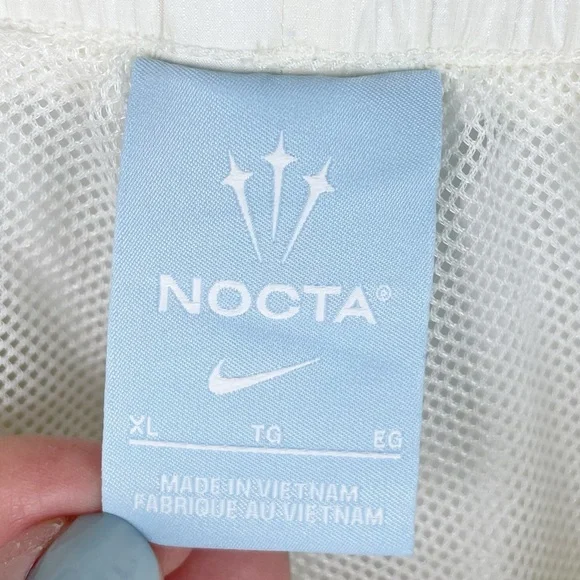 NOCTA®
XL TG EG
MADE IN VIETNAM
FABRIQUE AU VIETNAM